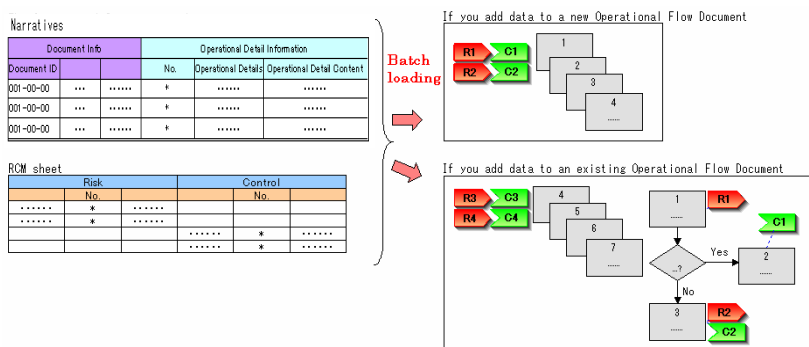 Narratives
Document Info Operational Detail Information
Document ID No. Operational Details Operational Detail Content
001-00-00 ... ...... * ...... ......
001-00-00 ... ...... * ...... ......
001-00-00 ... ...... * ...... ......
RCM sheet
Risk Control
No. No.
...... * ......
...... * ......
...... * ......
...... * ......
Batch
loading
If you add data to a new Operational Flow Document
R1 C1
R2 C2
1
2
3
4
......
If you add data to an existing Operational Flow Document
R3 C3
R4 C4
4
5
6
7
......
1
......
R1
C1
...?
Yes
2
......
No
3
......
R2
C2